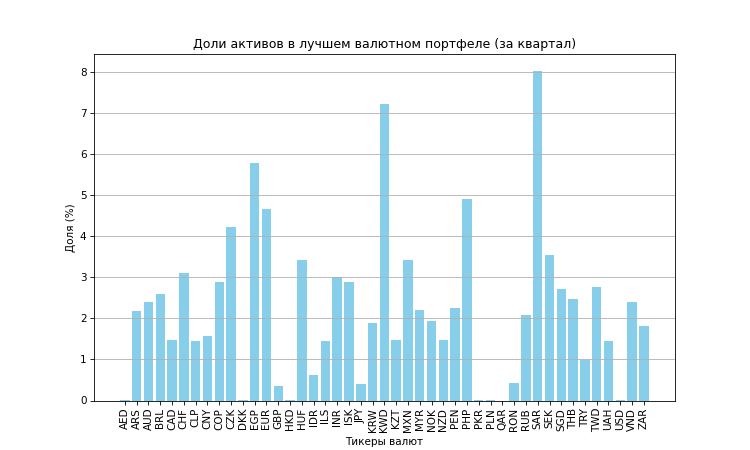 Доли активов в лучшем валютном портфеле (за квартал)
Доля (%)
8
7
6
5
4
3
2
1
0
AED ARS AUD BRL CAD CHF CLP CNY COP CZK DKK EGP EUR GBP HKD HUF IDR ILS INR ISK JPY KRW KWD KZT MXN MYR NOK NZD PEN PHP PKR PLN QAR RON RUB SAR SEK SGD THB TRY TWD UAH USD VND ZAR
Тикеры валют